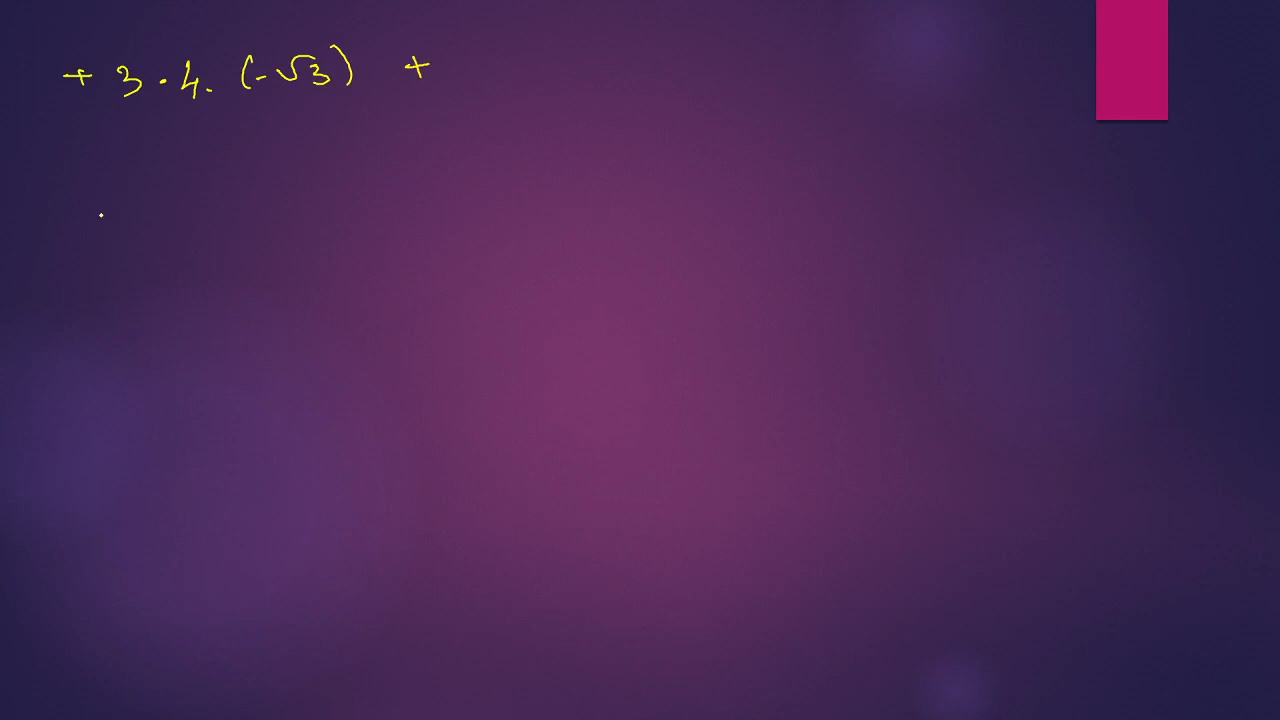 + 3 · 4. (-√3) +